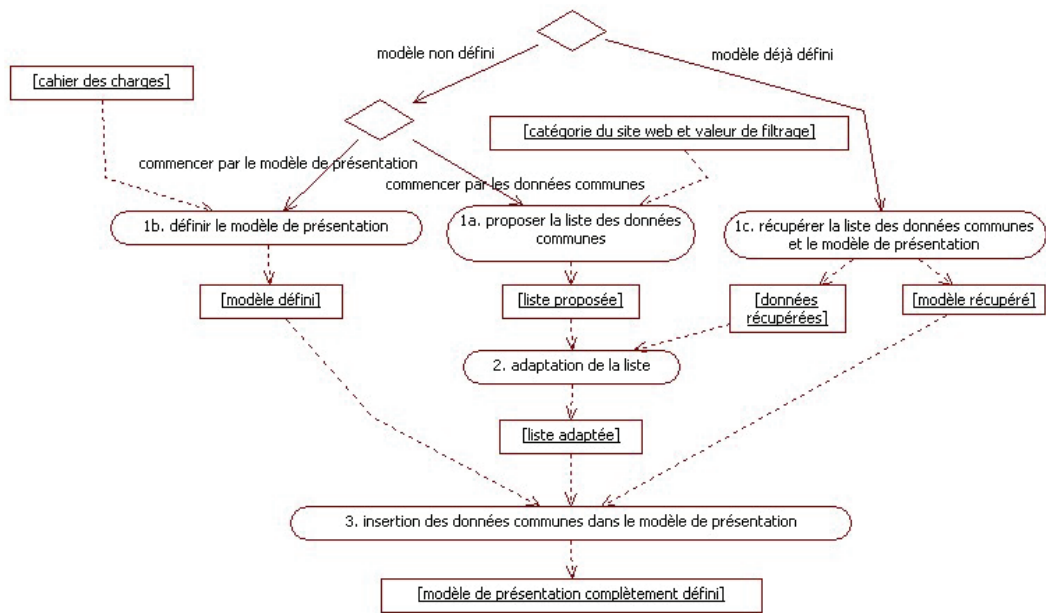 modèle non défini
modèle déjà défini
[cahier des charges]
[catégorie du site web et valeur de filtrage]
commencer par le modèle de présentation
commencer par les données communes
1b. définir le modèle de présentation
1a. proposer la liste des données
communes
1c. récupérer la liste des données communes
et le modèle de présentation
[modèle défini]
[liste proposée]
[données
récupérées]
[modèle récupéré]
2. adaptation de la liste
[liste adaptée]
3. insertion des données communes dans le modèle de présentation
[modèle de présentation complètement défini]